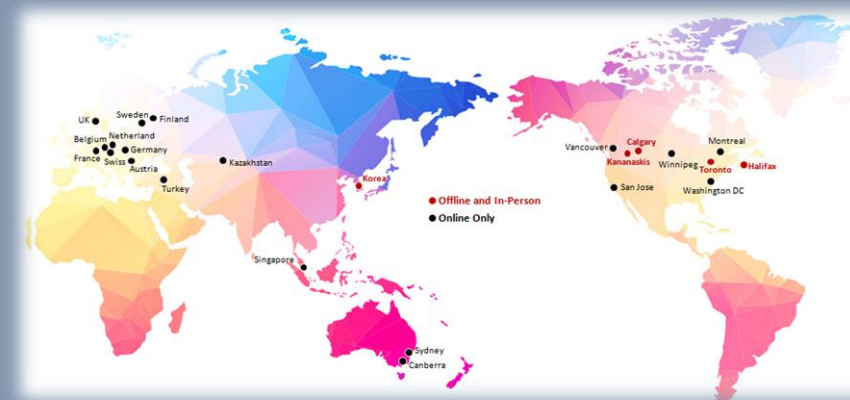 UK
Sweden
Finland
Belgium
Netherland
France
Swiss
Germany
Austria
Turkey
Kazakhstan
Korea
Singapore
Sydney
Canberra
Offline and In-Person
Online Only
Vancouver
Calgary
Kananaskis
Winnipeg
Montreal
Toronto
Halifax
San Jose
Washington DC